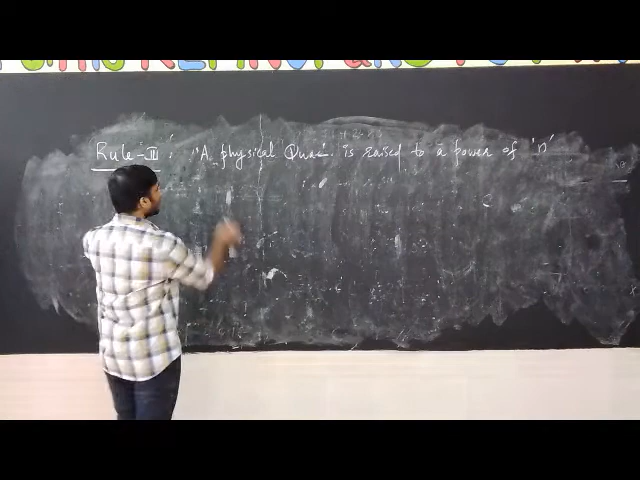 Rule-III : "A physical Quan. is raised to a power of 'n'